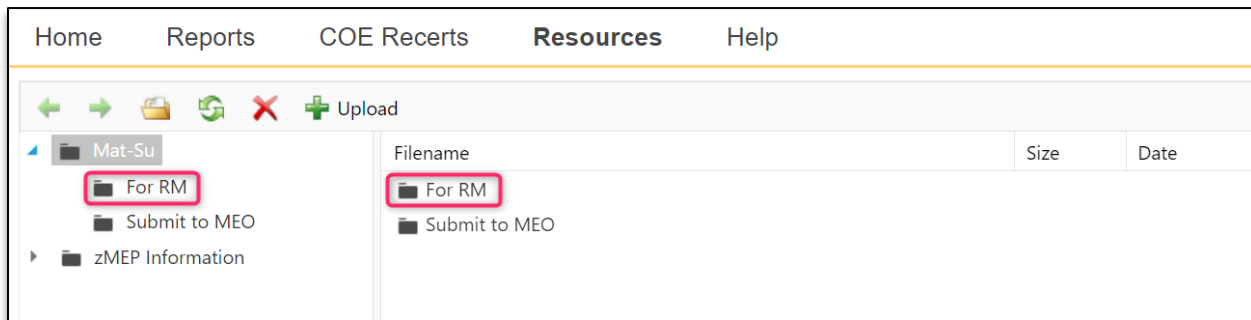 Home Reports COE Recerts Resources Help
Upload
Mat-Su Filename Size Date
For RM For RM
Submit to MEO Submit to MEO
zMEP Information